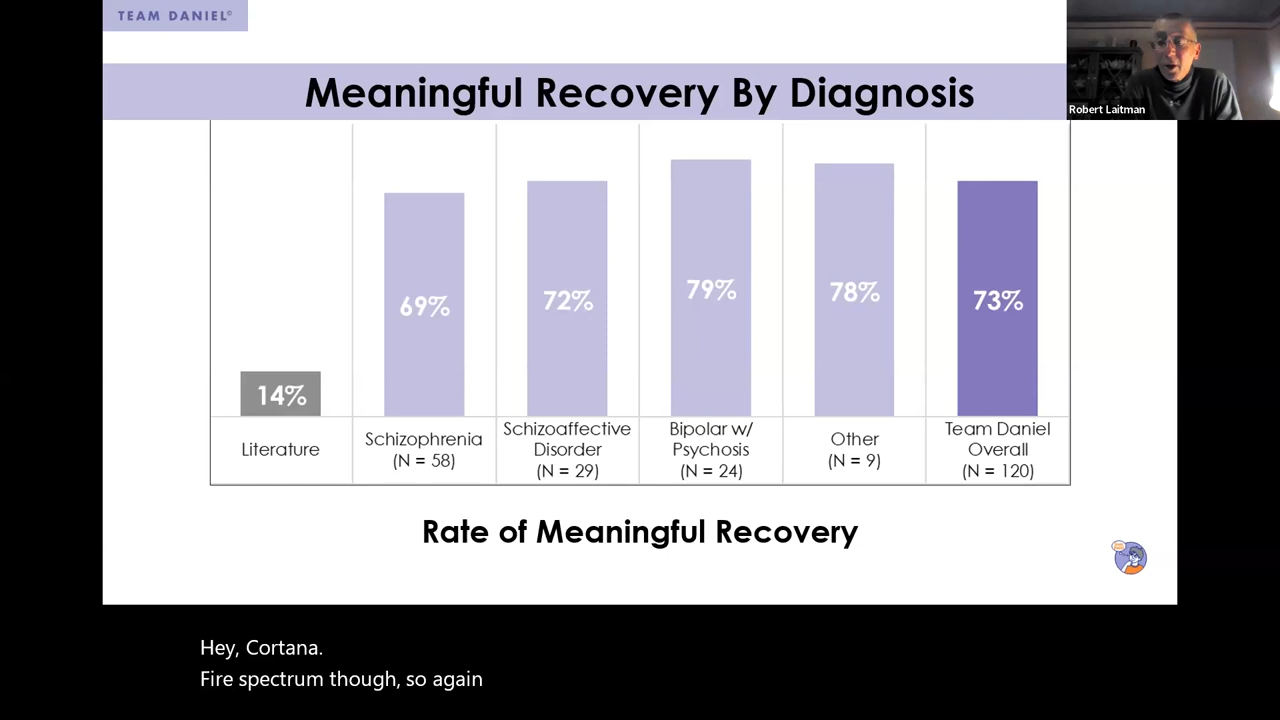 TEAM DANIEL©
Robert Laitman
Meaningful Recovery By Diagnosis
14%
69%
72%
79%
78%
73%
Literature
Schizophrenia
(N = 58)
Schizoaffective
Disorder
(N = 29)
Bipolar w/
Psychosis
(N = 24)
Other
(N = 9)
Team Daniel
Overall
(N = 120)
Rate of Meaningful Recovery
Hey, Cortana.
Fire spectrum though, so again